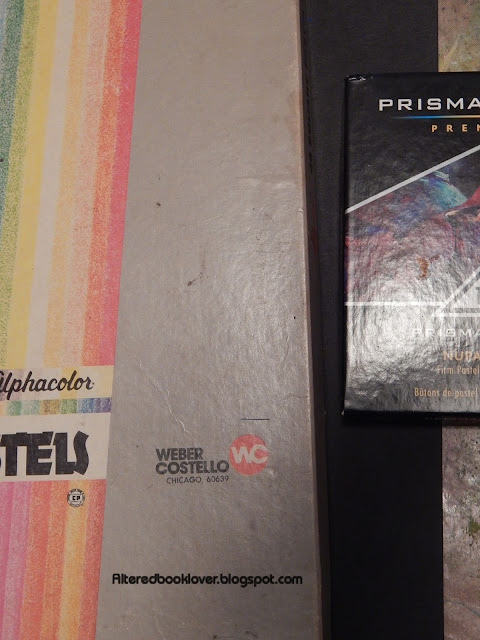 alphacolor
STELS
CP
WEBER
COSTELLO
WC
CHICAGO, 60639
Alteredbooklover.blogspot.com
PRISMA
PREM
PRISMA
NUPA
Firm Pastel
Bâtons de pastel